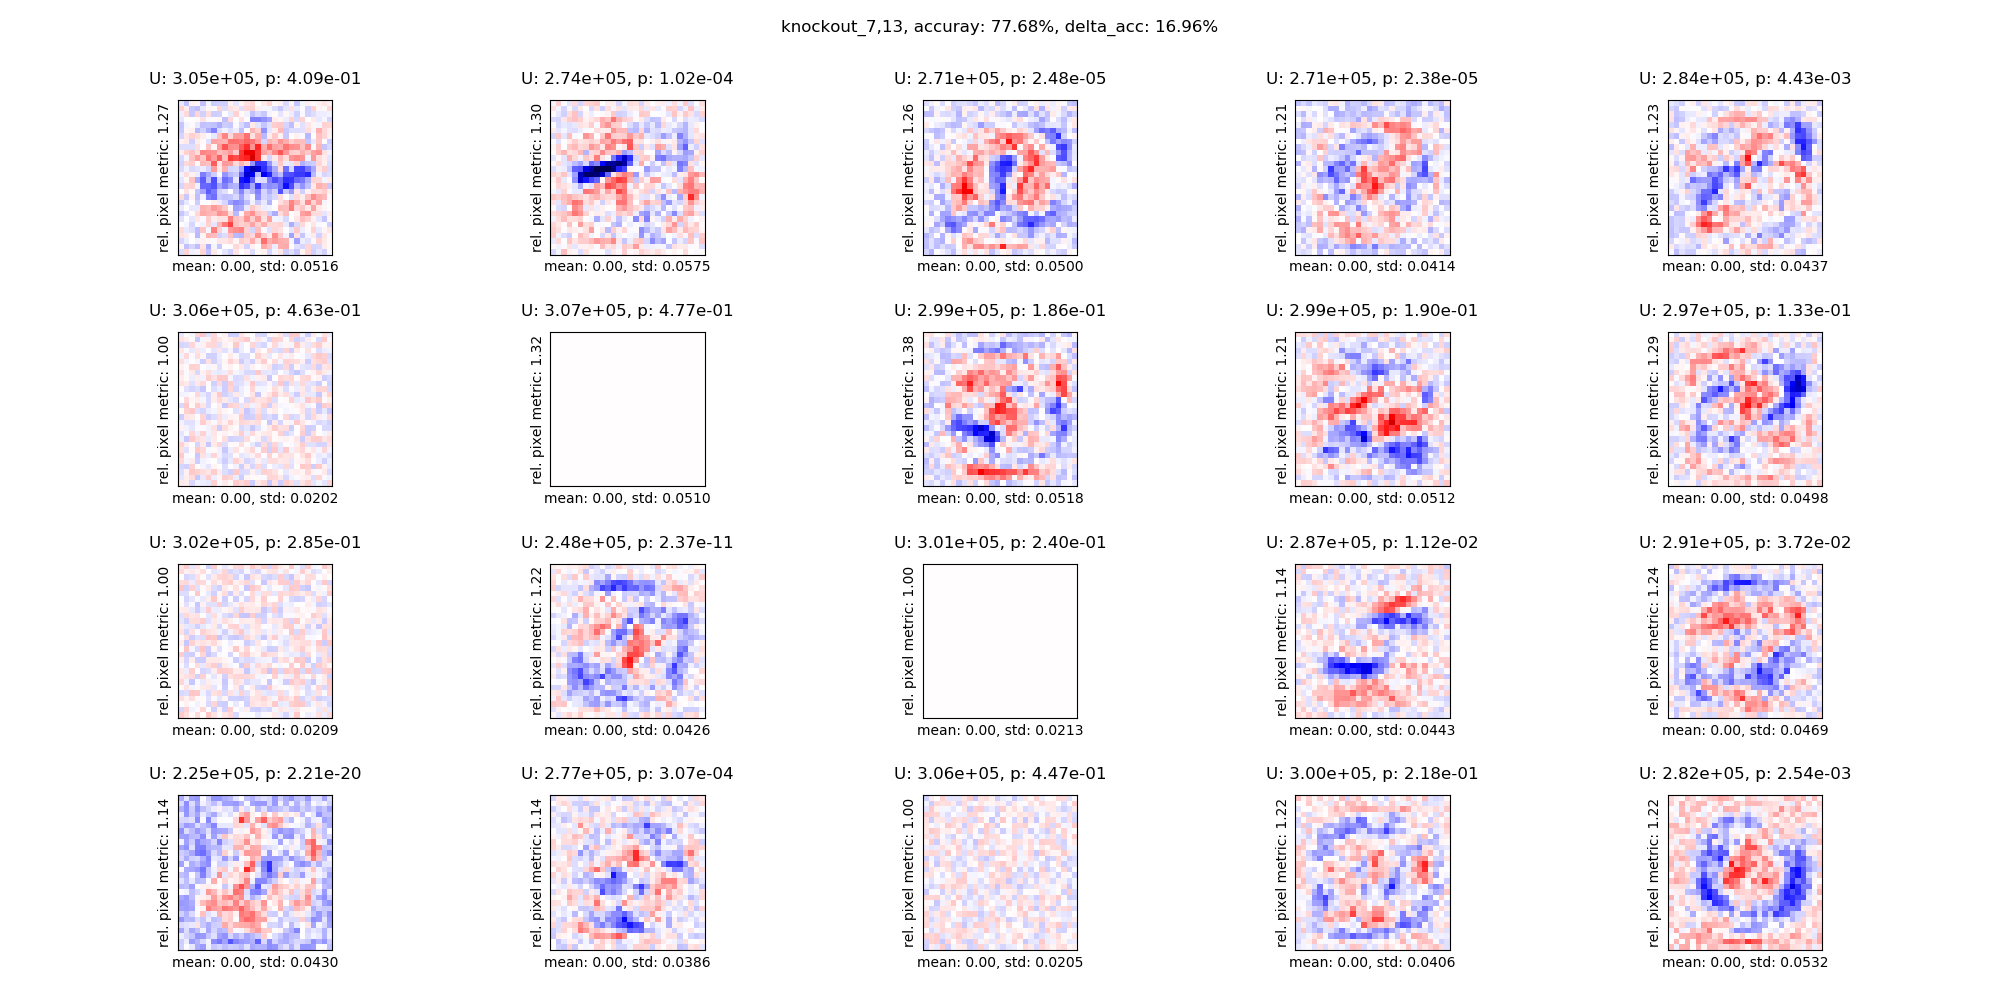 knockout_7,13, accuray: 77.68%, delta_acc: 16.96%
U: 3.05e+05, p: 4.09e-01
rel. pixel metric: 1.27
mean: 0.00, std: 0.0516
U: 2.74e+05, p: 1.02e-04
rel. pixel metric: 1.30
mean: 0.00, std: 0.0575
U: 2.71e+05, p: 2.48e-05
rel. pixel metric: 1.26
mean: 0.00, std: 0.0500
U: 2.71e+05, p: 2.38e-05
rel. pixel metric: 1.21
mean: 0.00, std: 0.0414
U: 2.84e+05, p: 4.43e-03
rel. pixel metric: 1.23
mean: 0.00, std: 0.0437
U: 3.06e+05, p: 4.63e-01
rel. pixel metric: 1.00
mean: 0.00, std: 0.0202
U: 3.07e+05, p: 4.77e-01
rel. pixel metric: 1.32
mean: 0.00, std: 0.0510
U: 2.99e+05, p: 1.86e-01
rel. pixel metric: 1.38
mean: 0.00, std: 0.0518
U: 2.99e+05, p: 1.90e-01
rel. pixel metric: 1.21
mean: 0.00, std: 0.0512
U: 2.97e+05, p: 1.33e-01
rel. pixel metric: 1.29
mean: 0.00, std: 0.0498
U: 3.02e+05, p: 2.85e-01
rel. pixel metric: 1.00
mean: 0.00, std: 0.0209
U: 2.48e+05, p: 2.37e-11
rel. pixel metric: 1.22
mean: 0.00, std: 0.0426
U: 3.01e+05, p: 2.40e-01
rel. pixel metric: 1.00
mean: 0.00, std: 0.0213
U: 2.87e+05, p: 1.12e-02
rel. pixel metric: 1.14
mean: 0.00, std: 0.0443
U: 2.91e+05, p: 3.72e-02
rel. pixel metric: 1.24
mean: 0.00, std: 0.0469
U: 2.25e+05, p: 2.21e-20
rel. pixel metric: 1.14
mean: 0.00, std: 0.0430
U: 2.77e+05, p: 3.07e-04
rel. pixel metric: 1.14
mean: 0.00, std: 0.0386
U: 3.06e+05, p: 4.47e-01
rel. pixel metric: 1.00
mean: 0.00, std: 0.0205
U: 3.00e+05, p: 2.18e-01
rel. pixel metric: 1.22
mean: 0.00, std: 0.0406
U: 2.82e+05, p: 2.54e-03
rel. pixel metric: 1.22
mean: 0.00, std: 0.0532